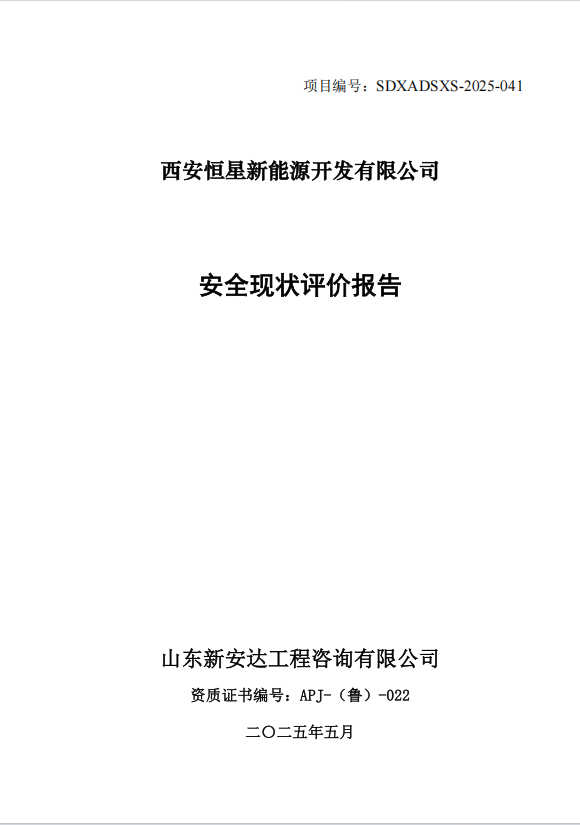 项目编号：SDXADSXS-2025-041
西安恒星新能源开发有限公司
安全现状评价报告
山东新安达工程咨询有限公司
资质证书编号：APJ-（鲁）-022
二〇二五年五月